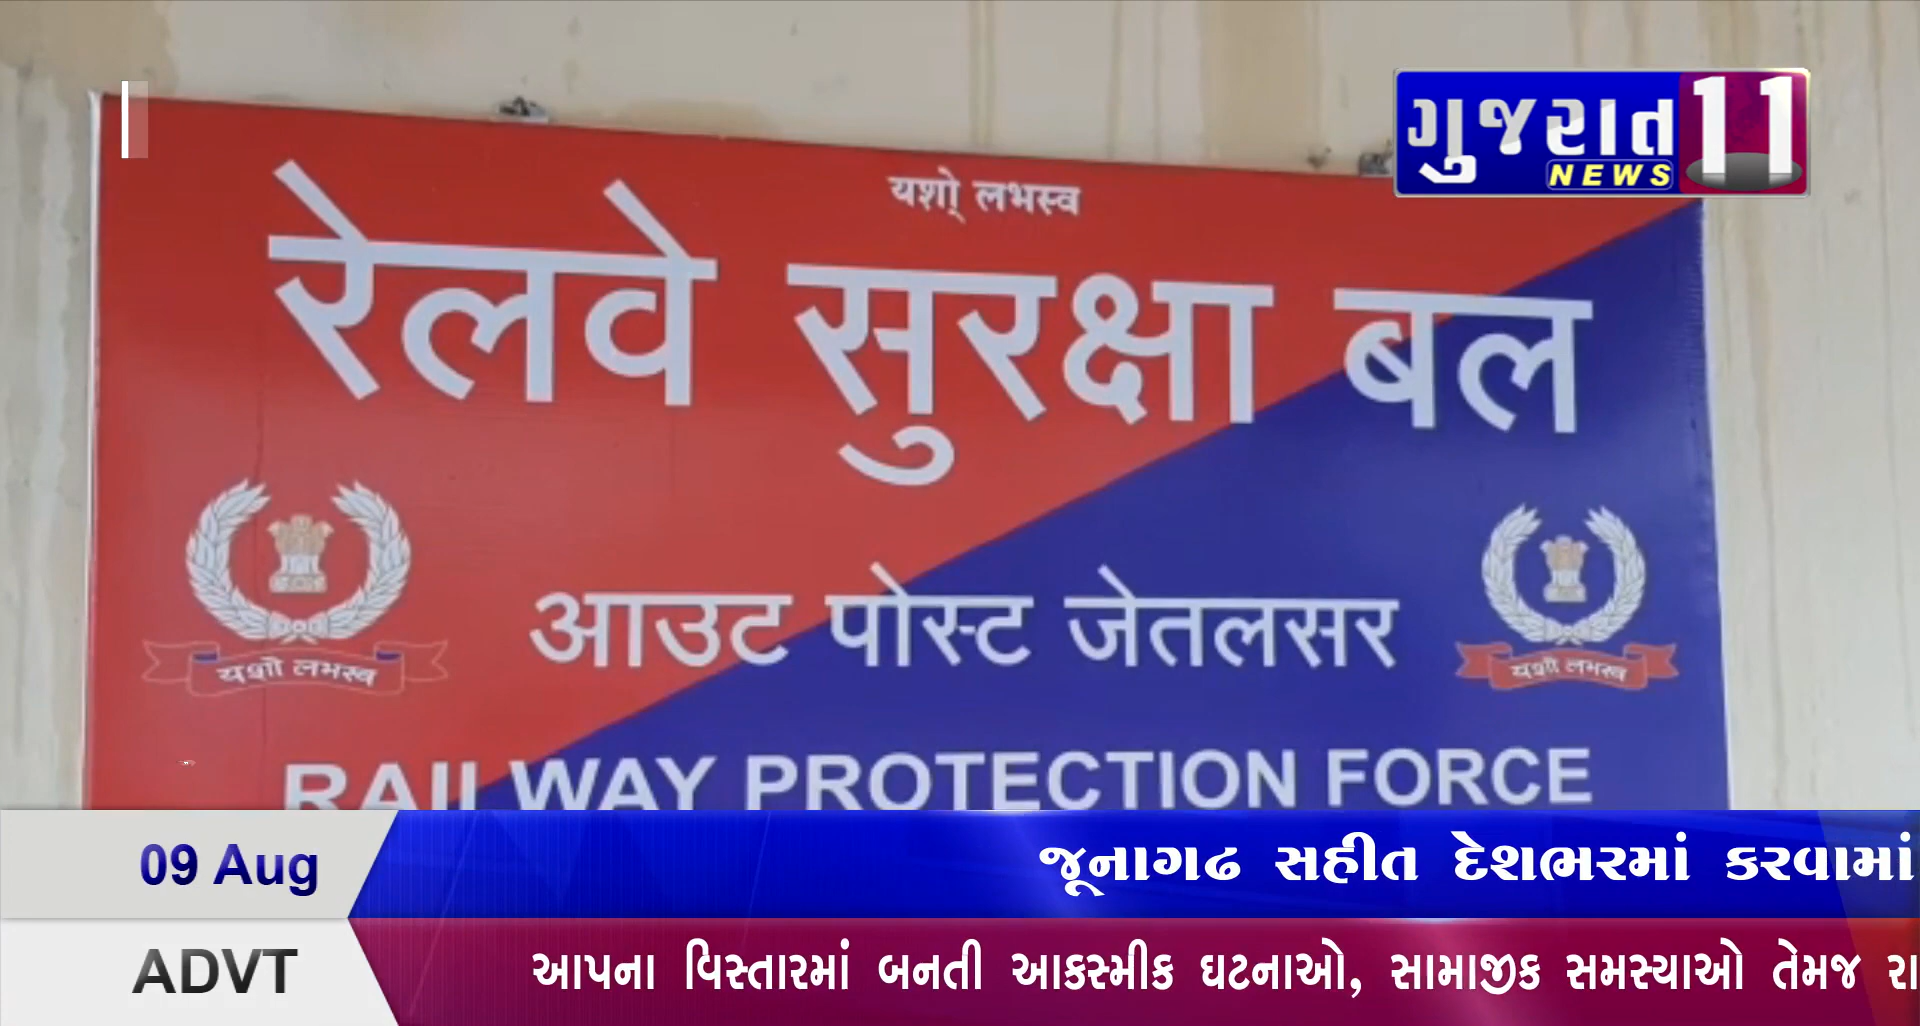 गુજરાત 11
NEWS
यशो् लभस्व
रेलवे सुरक्षा बल
यशो लभस्व
आउट पोस्ट जेतलसर
यशो लभस्व
RAILWAY PROTECTION FORCE
09 Aug
જૂનાગઢ સહીત દેશભરમાં કરવામાં
ADVT
આપના વિસ્તારમાં બનતી આકસ્મીક ઘટનાઓ, સામાજીક સમસ્યાઓ તેમજ રા